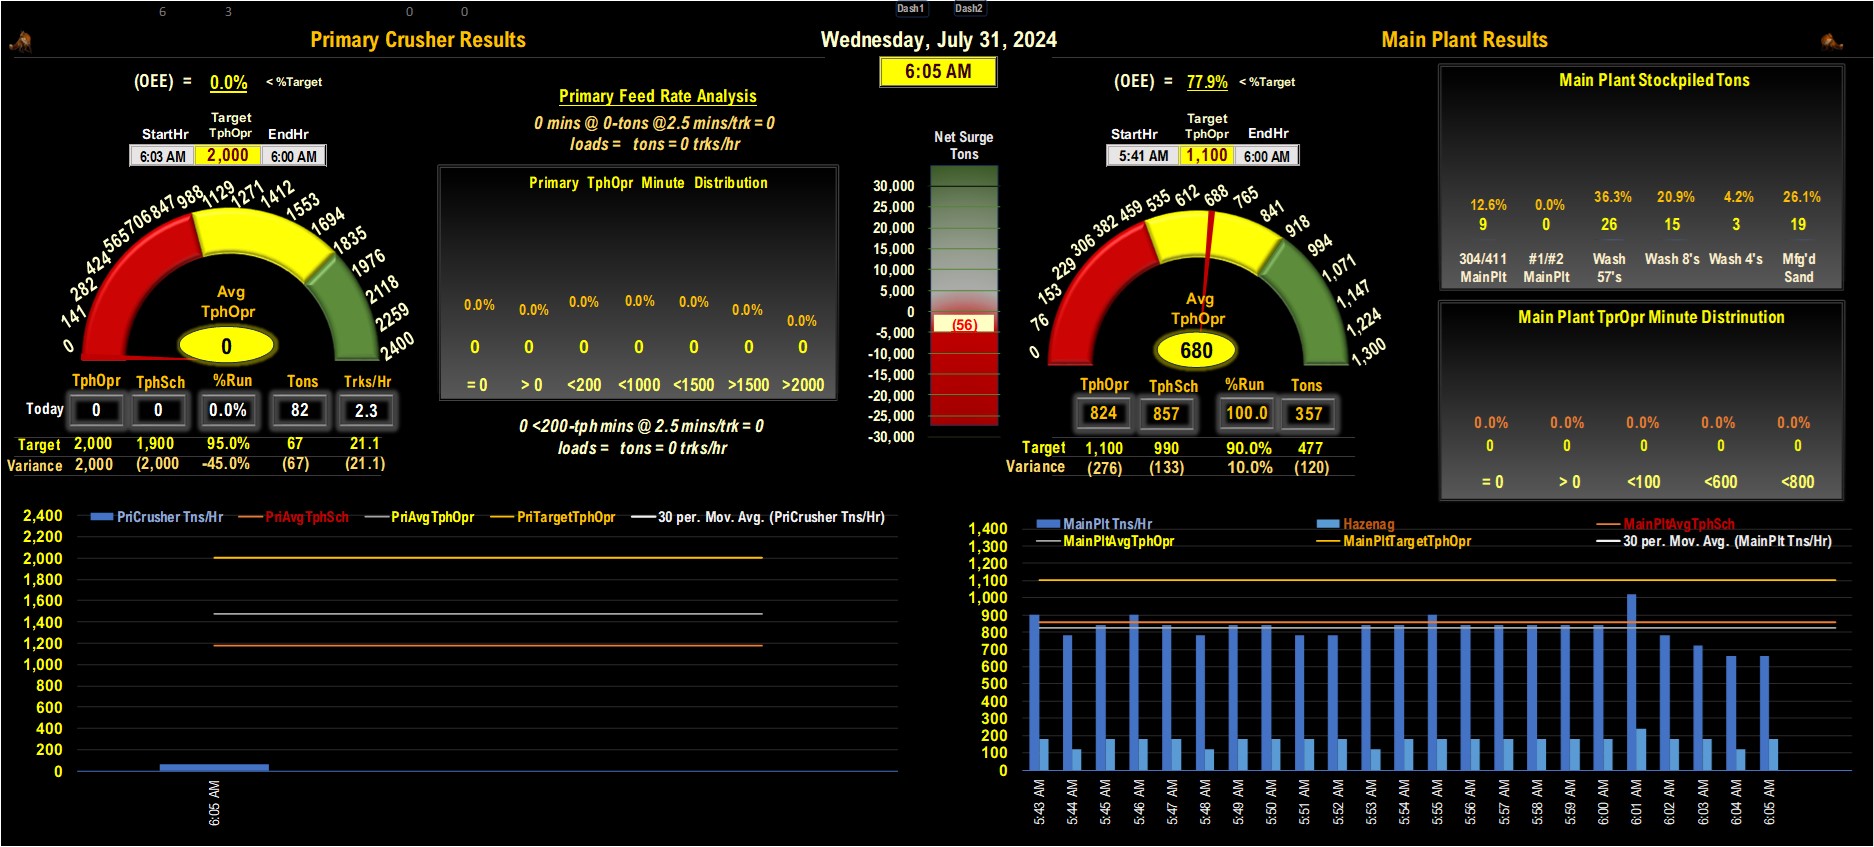 6 3 0 0 Dash1 Dash2
Primary Crusher Results
Wednesday, July 31, 2024
Main Plant Results
6:05 AM
(OEE) = 0.0% < %Target
Target
StartHr TphOpr EndHr
6:03 AM 2,000 6:00 AM
0 141 282 424 565 706 847 988 1129 1271 1412 1553 1694 1835 1976 2118 2259 2400
Avg
TphOpr
0
TphOpr TphSch %Run Tons Trks/Hr
Today 0 0 0.0% 82 2.3
Target 2,000 1,900 95.0% 67 21.1
Variance 2,000 (2,000 -45.0% (67) (21.1)
Primary Feed Rate Analysis
0 mins @ 0-tons @2.5 mins/trk = 0
loads = tons = 0 trks/hr
Primary TphOpr Minute Distribution
0.0% 0.0% 0.0% 0.0% 0.0% 0.0% 0.0%
0 0 0 0 0 0 0
= 0 > 0 <200 <1000 <1500 >1500 >2000
0 <200-tph mins @ 2.5 mins/trk = 0
loads = tons = 0 trks/hr
Net Surge
Tons
30,000
25,000
20,000
15,000
10,000
5,000
0
(56)
-5,000
-10,000
-15,000
-20,000
-25,000
-30,000
(OEE) = 77.9% < %Target
Target
StartHr TphOpr EndHr
5:41 AM 1,100 6:00 AM
0 76 153 229 306 382 459 535 612 688 765 841 918 994 1,071 1,147 1,224 1,300
Avg
TphOpr
680
TphOpr TphSch %Run Tons
824 857 100.0 357
Target 1,100 990 90.0% 477
Variance (276) (133) 10.0% (120)
Main Plant Stockpiled Tons
12.6% 0.0% 36.3% 20.9% 4.2% 26.1%
9 0 26 15 3 19
304/411 #1/#2 Wash Wash 8's Wash 4's Mfg'd
MainPlt MainPlt 57's Sand
Main Plant TprOpr Minute Distrinution
0.0% 0.0% 0.0% 0.0% 0.0%
0 0 0 0 0
= 0 > 0 <100 <600 <800
PriCrusher Tns/Hr PriAvgTphSch PriAvgTphOpr PriTargetTphOpr 30 per. Mov. Avg. (PriCrusher Tns/Hr)
2,400
2,200
2,000
1,800
1,600
1,400
1,200
1,000
800
600
400
200
0
6:05 AM
MainPlt Tns/Hr Hazenag MainPltAvgTphSch
MainPltAvgTphOpr MainPltTargetTphOpr 30 per. Mov. Avg. (MainPlt Tns/Hr)
1,400
1,300
1,200
1,100
1,000
900
800
700
600
500
400
300
200
100
0
5:43 AM 5:44 AM 5:45 AM 5:46 AM 5:47 AM 5:48 AM 5:49 AM 5:50 AM 5:51 AM 5:52 AM 5:53 AM 5:54 AM 5:55 AM 5:56 AM 5:57 AM 5:58 AM 5:59 AM 6:00 AM 6:01 AM 6:02 AM 6:03 AM 6:04 AM 6:05 AM